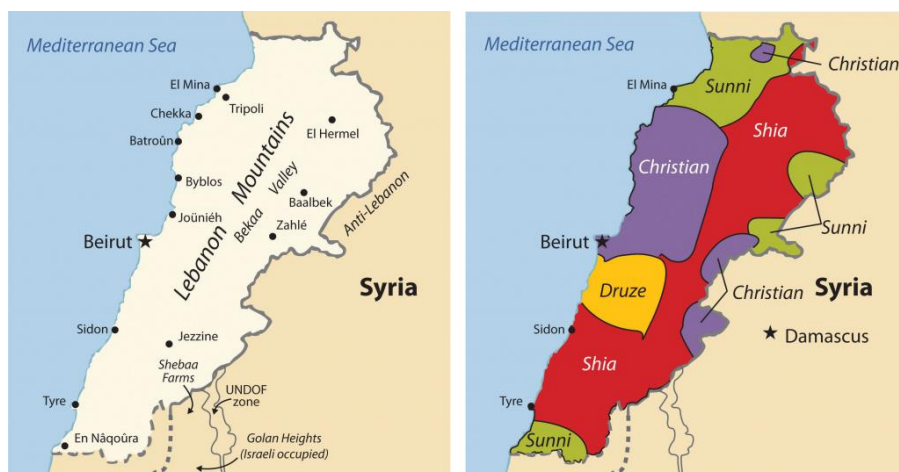 Mediterranean Sea
El Mina
Tripoli
Chekka
Batroûn
El Hermel
Lebanon Mountains
Bekaa Valley
Byblos
Baalbek
Anti-Lebanon
Joüniéh
Zahlé
Beirut
Syria
Sidon
Jezzine
Shebaa
Farms
UNDOF
zone
Tyre
En Nâqoûra
Golan Heights
(Israeli occupied)
Mediterranean Sea
Christian
El Mina
Sunni
Shia
Christian
Sunni
Beirut
Christian
Syria
Druze
Damascus
Sidon
Shia
Tyre
Sunni